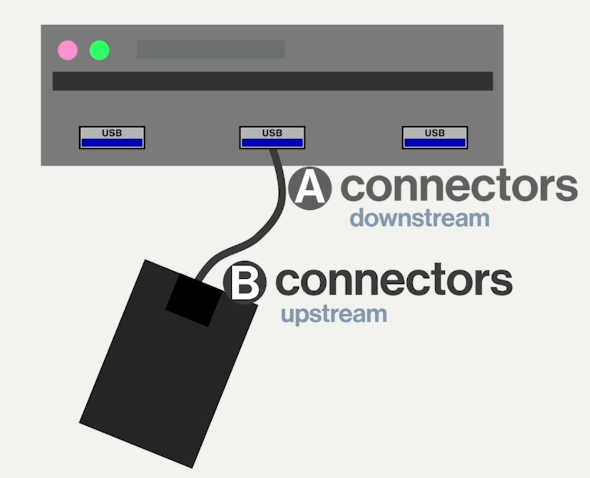 USB USB USB
A connectors
downstream
B connectors
upstream